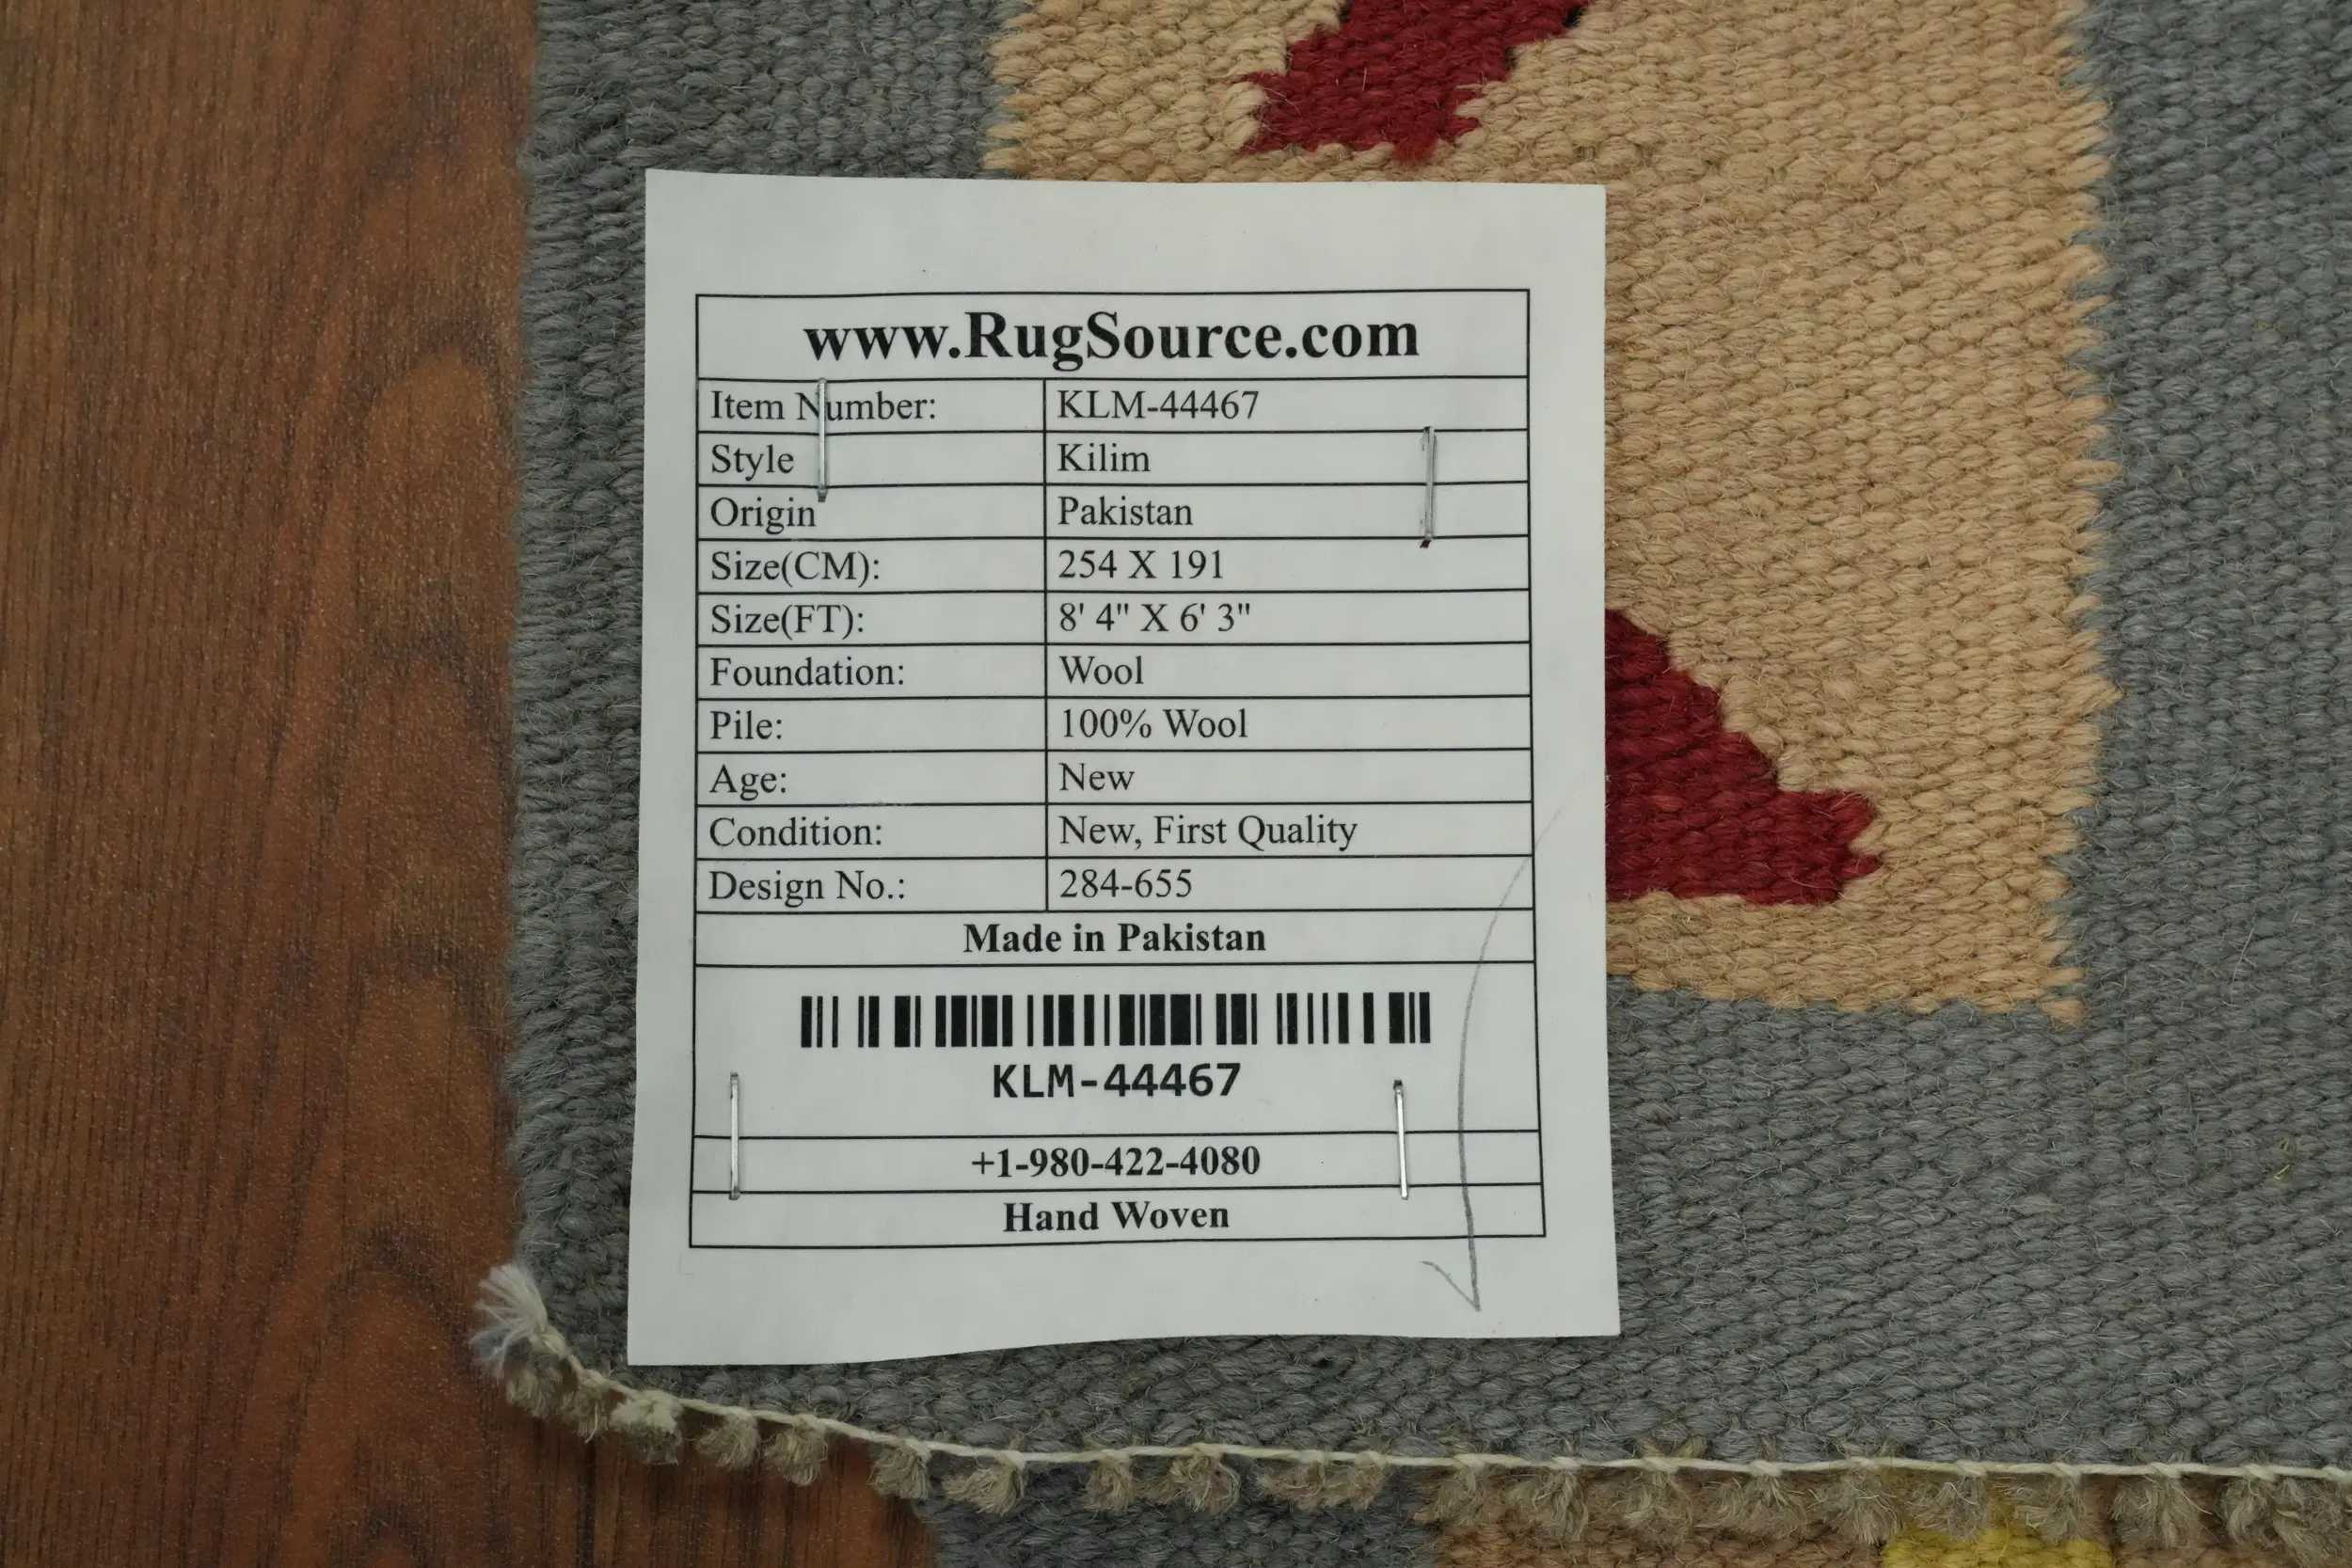 www.RugSource.com
Item Number: KLM-44467
Style Kilim
Origin Pakistan
Size(CM): 254 X 191
Size(FT): 8' 4" X 6' 3"
Foundation: Wool
Pile: 100% Wool
Age: New
Condition: New, First Quality
Design No.: 284-655
Made in Pakistan
KLM-44467
+1-980-422-4080
Hand Woven